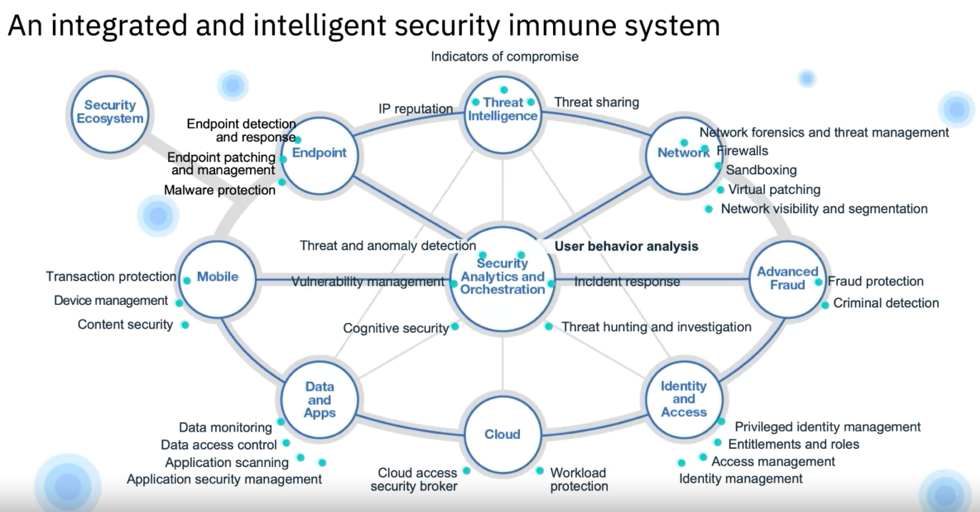 An integrated and intelligent security immune system
Indicators of compromise
Security
Ecosystem
IP reputation
Threat
Intelligence
Threat sharing
Endpoint detection
and response
Endpoint patching
and management
Malware protection
Endpoint
Network
Network forensics and threat management
Firewalls
Sandboxing
Virtual patching
Network visibility and segmentation
Threat and anomaly detection
User behavior analysis
Security
Analytics and
Orchestration
Vulnerability management
Incident response
Cognitive security
Threat hunting and investigation
Transaction protection
Device management
Content security
Mobile
Advanced
Fraud
Fraud protection
Criminal detection
Data
and
Apps
Data monitoring
Data access control
Application scanning
Application security management
Cloud
Cloud access
security broker
Workload
protection
Identity
and
Access
Privileged identity management
Entitlements and roles
Access management
Identity management